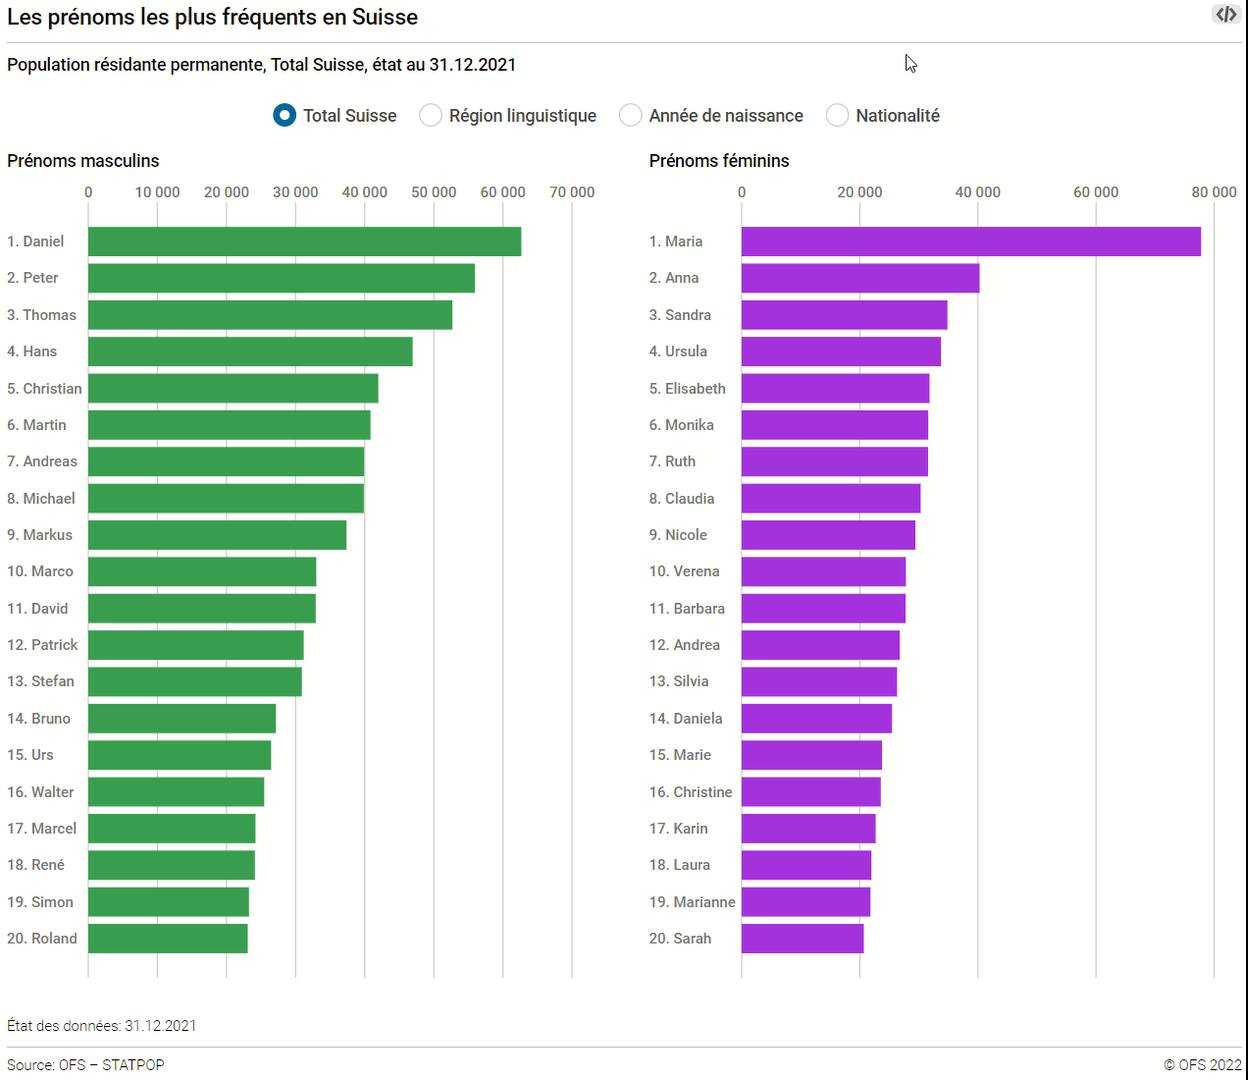 Les prénoms les plus fréquents en Suisse
</>
Population résidante permanente, Total Suisse, état au 31.12.2021
Total Suisse Région linguistique Année de naissance Nationalité
Prénoms masculins
0 10 000 20 000 30 000 40 000 50 000 60 000 70 000
1. Daniel
2. Peter
3. Thomas
4. Hans
5. Christian
6. Martin
7. Andreas
8. Michael
9. Markus
10. Marco
11. David
12. Patrick
13. Stefan
14. Bruno
15. Urs
16. Walter
17. Marcel
18. René
19. Simon
20. Roland
Prénoms féminins
0 20 000 40 000 60 000 80 000
1. Maria
2. Anna
3. Sandra
4. Ursula
5. Elisabeth
6. Monika
7. Ruth
8. Claudia
9. Nicole
10. Verena
11. Barbara
12. Andrea
13. Silvia
14. Daniela
15. Marie
16. Christine
17. Karin
18. Laura
19. Marianne
20. Sarah
État des données: 31.12.2021
Source: OFS – STATPOP
© OFS 2022